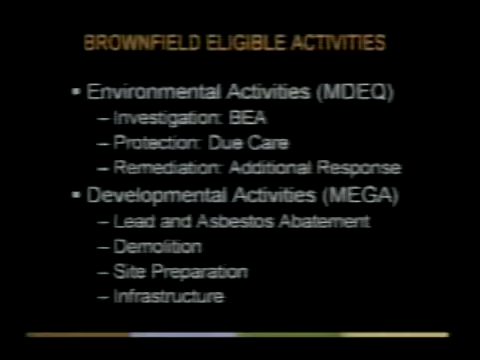 BROWNFIELD ELIGIBLE ACTIVITIES
▪ Environmental Activities (MDEQ)
– Investigation: BEA
– Protection: Due Care
– Remediation: Additional Response
▪ Developmental Activities (MEGA)
– Lead and Asbestos Abatement
– Demolition
– Site Preparation
– Infrastructure